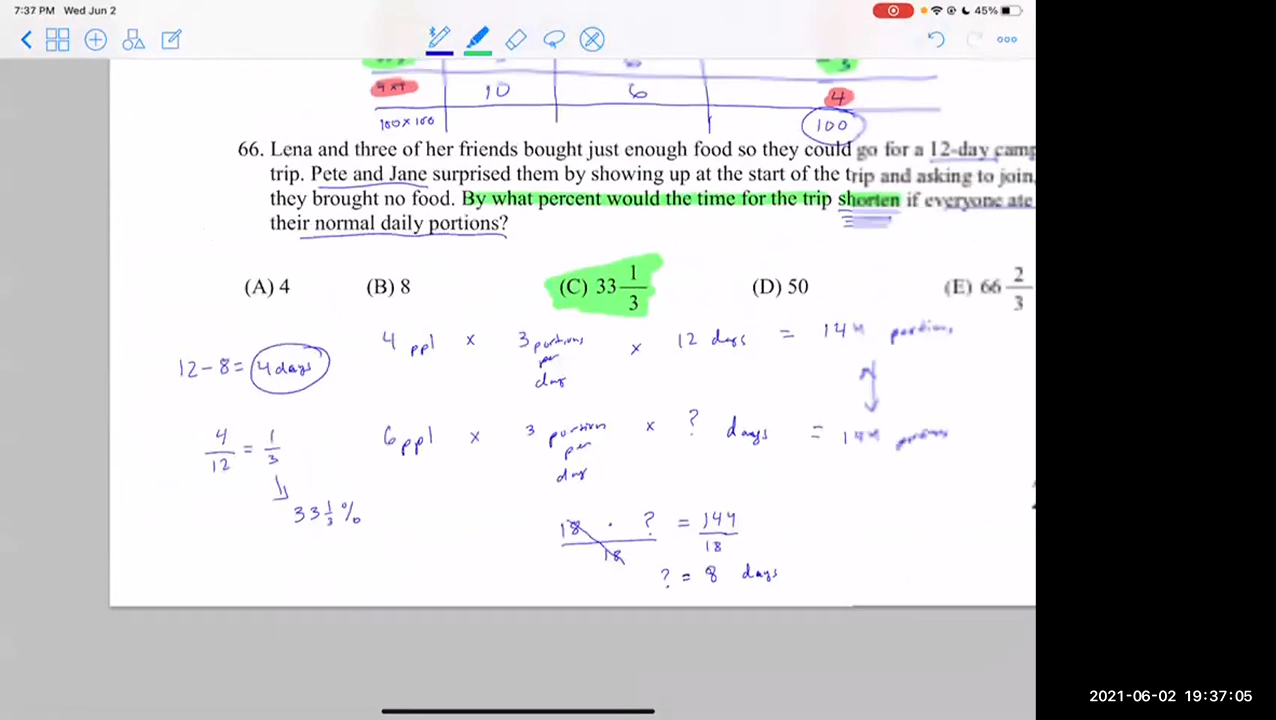 7:37 PM Wed Jun 2
45%
4x4 10 6 4
100x100 100
66. Lena and three of her friends bought just enough food so they could go for a 12-day camp
trip. Pete and Jane surprised them by showing up at the start of the trip and asking to join,
they brought no food. By what percent would the time for the trip shorten if everyone ate
their normal daily portions?
(A) 4 (B) 8 (C) 33 1/3 (D) 50 (E) 66 2/3
4 ppl x 3 portions per day x 12 days = 144 portions
12 - 8 = 4 days
6 ppl x 3 portion per day x ? days = 144 portions
4/12 = 1/3
33 1/3 %
18 · ? / 18 = 144 / 18
? = 8 days
2021-06-02 19:37:05